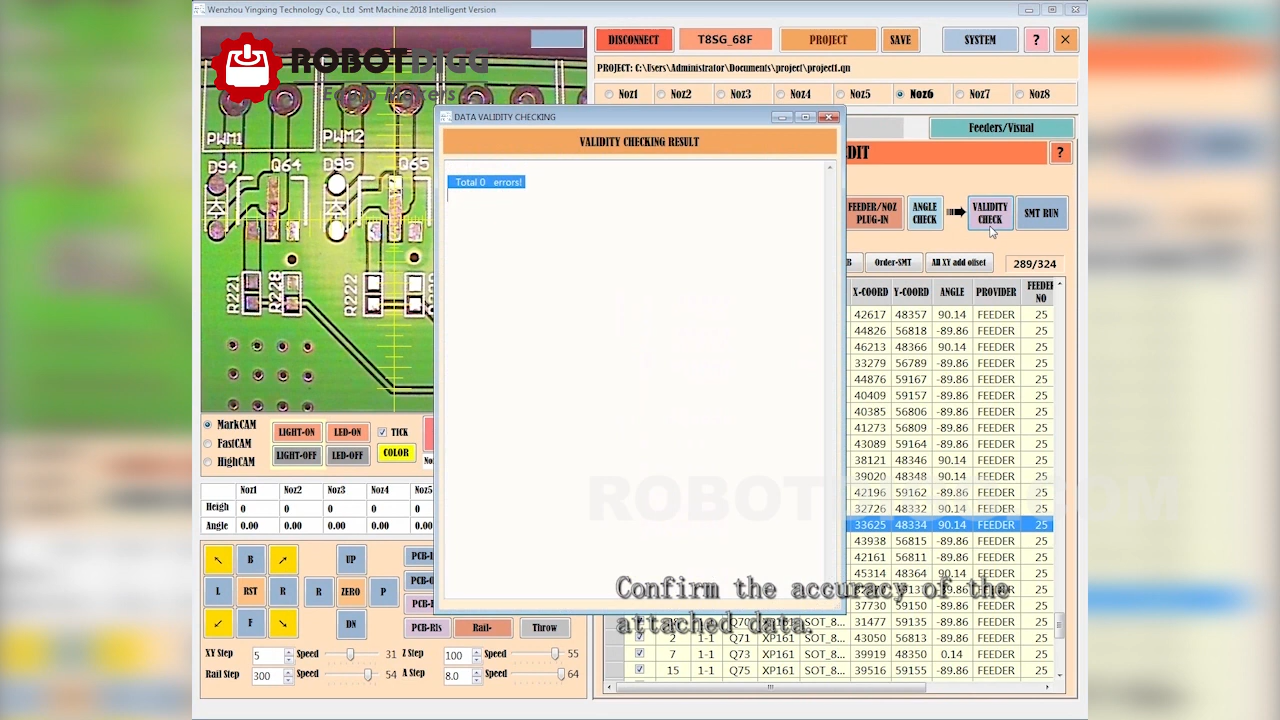 Wenzhou Yingxing Technology Co., Ltd Smt Machine 2018 Intelligent Version
ROBOTDIGG
DISCONNECT T8SG_68F PROJECT SAVE SYSTEM ? ×
PROJECT: C:\Users\Administrator\Documents\project\project1.qn
Noz1 Noz2 Noz3 Noz4 Noz5 Noz6 Noz7 Noz8
DATA VALIDITY CHECKING
VALIDITY CHECKING RESULT
Total 0 errors!
Feeders/Visual
EDIT ?
FEEDER/NOZ PLUG-IN
ANGLE CHECK
VALIDITY CHECK
SMT RUN
Order-SMT All XY add offset 289/324
X-COORD Y-COORD ANGLE PROVIDER FEEDER NO
42617 48357 90.14 FEEDER 25
44826 56818 -89.86 FEEDER 25
46213 48366 90.14 FEEDER 25
33279 56789 -89.86 FEEDER 25
44876 59167 -89.86 FEEDER 25
40409 59157 -89.86 FEEDER 25
40385 56806 -89.86 FEEDER 25
41273 56809 -89.86 FEEDER 25
43089 59164 -89.86 FEEDER 25
38121 48346 90.14 FEEDER 25
39020 48348 90.14 FEEDER 25
42196 59162 -89.86 FEEDER 25
32726 48332 90.14 FEEDER 25
33625 48334 90.14 FEEDER 25
43938 56815 -89.86 FEEDER 25
42161 56811 -89.86 FEEDER 25
45314 48364 90.14 FEEDER 25
FEEDER 25
37730 59150 -89.86 FEEDER 25
31477 59135 -89.86 FEEDER 25
2 1-1 Q71 XP161 SOT_8... 43050 56813 -89.86 FEEDER 25
7 1-1 Q73 XP161 SOT_8... 39919 48350 0.14 FEEDER 25
15 1-1 Q75 XP161 SOT_8... 39516 59155 -89.86 FEEDER 25
PWM1 PWM2
D94 Q64 D95 Q65
R221 R228 R222
MarkCAM LIGHT-ON LED-ON TICK
FastCAM LIGHT-OFF LED-OFF COLOR
HighCAM
Noz1 Noz2 Noz3 Noz4 Noz5
Heigh 0 0 0 0 0
Angle 0.00 0.00 0.00 0.00 0.00
B UP
L RST R R ZERO P
F DN
PCB-Ris Rail- Throw
XY Step 5 Speed 31 Z Step 100 Speed 55
Rail Step 300 Speed 54 A Step 8.0 Speed 64
Confirm the accuracy of the
attached data.